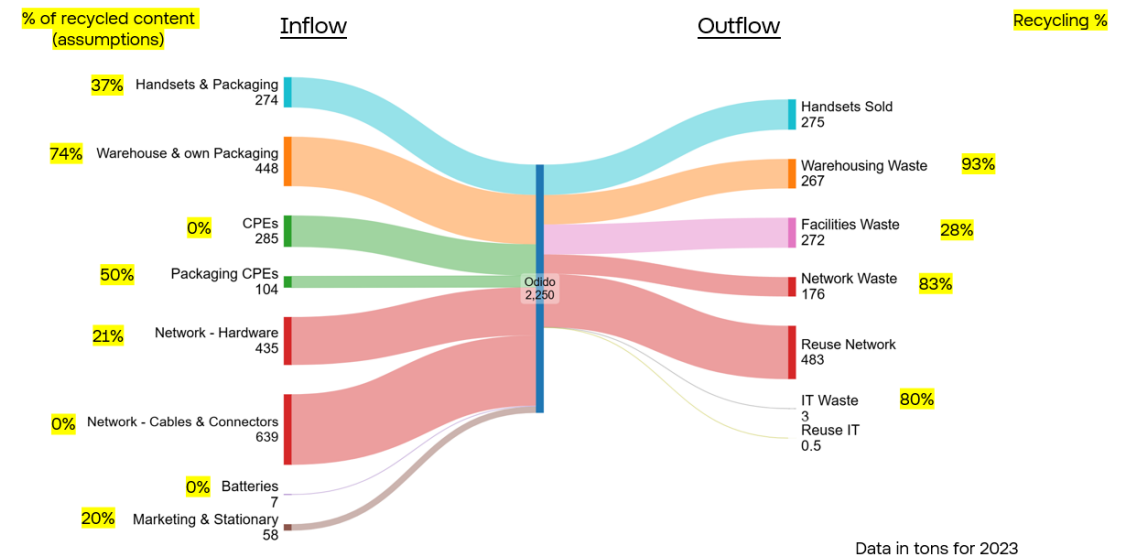 % of recycled content
(assumptions)
Inflow
Outflow
Recycling %
37%
Handsets & Packaging
274
74%
Warehouse & own Packaging
448
0%
CPEs
285
50%
Packaging CPEs
104
21%
Network - Hardware
435
0%
Network - Cables & Connectors
639
0%
Batteries
7
20%
Marketing & Stationary
58
Odido
2,250
Handsets Sold
275
Warehousing Waste
267
93%
Facilities Waste
272
28%
Network Waste
176
83%
Reuse Network
483
IT Waste
3
80%
Reuse IT
0.5
Data in tons for 2023